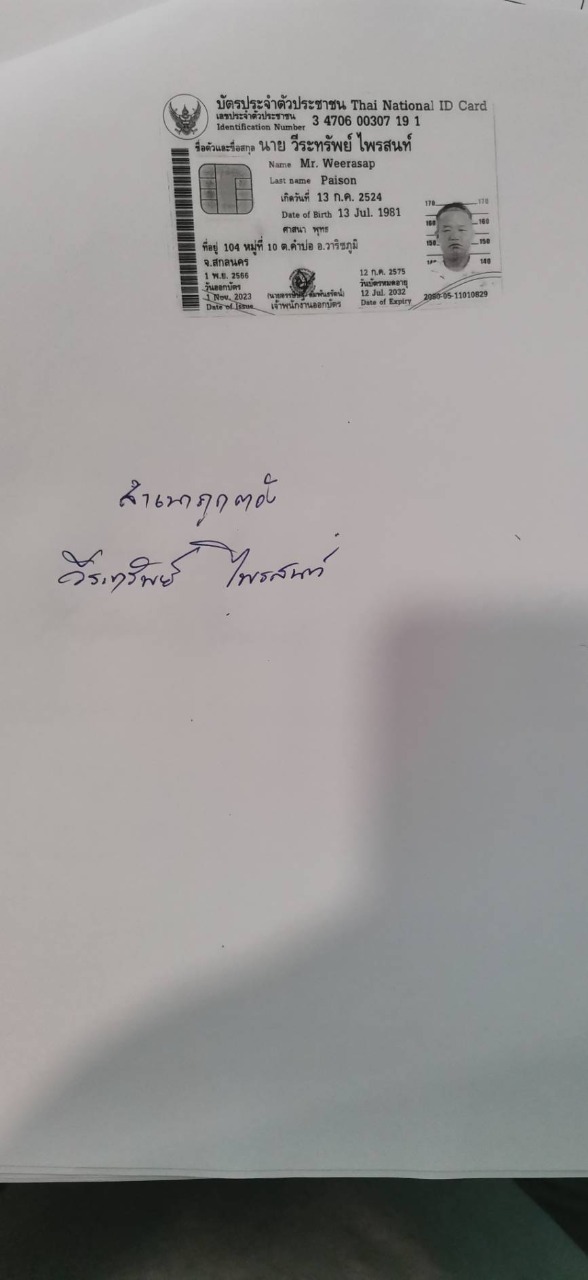 บัตรประจำตัวประชาชน Thai National ID Card
เลขประจำตัวประชาชน 3 4706 00307 19 1
Identification Number
ชื่อตัวและชื่อสกุล นาย วีระทรัพย์ ไพรสนท์
Name Mr. Weerasap
Last name Paison
เกิดวันที่ 13 ก.ค. 2524
Date of Birth 13 Jul. 1981
ศาสนา พุทธ
ที่อยู่ 104 หมู่ที่ 10 ต.คำบ่อ อ.วาริชภูมิ
จ.สกลนคร
1 พ.ย. 2566
วันออกบัตร
1 Nov. 2023
Date of Issue
เจ้าพนักงานออกบัตร
12 ก.ค. 2575
วันบัตรหมดอายุ
12 Jul. 2032
Date of Expiry
170 170
160 160
150 150
140
2080-05-11010829
สำเนาถูกต้อง
วีระทรัพย์ ไพรสนท์